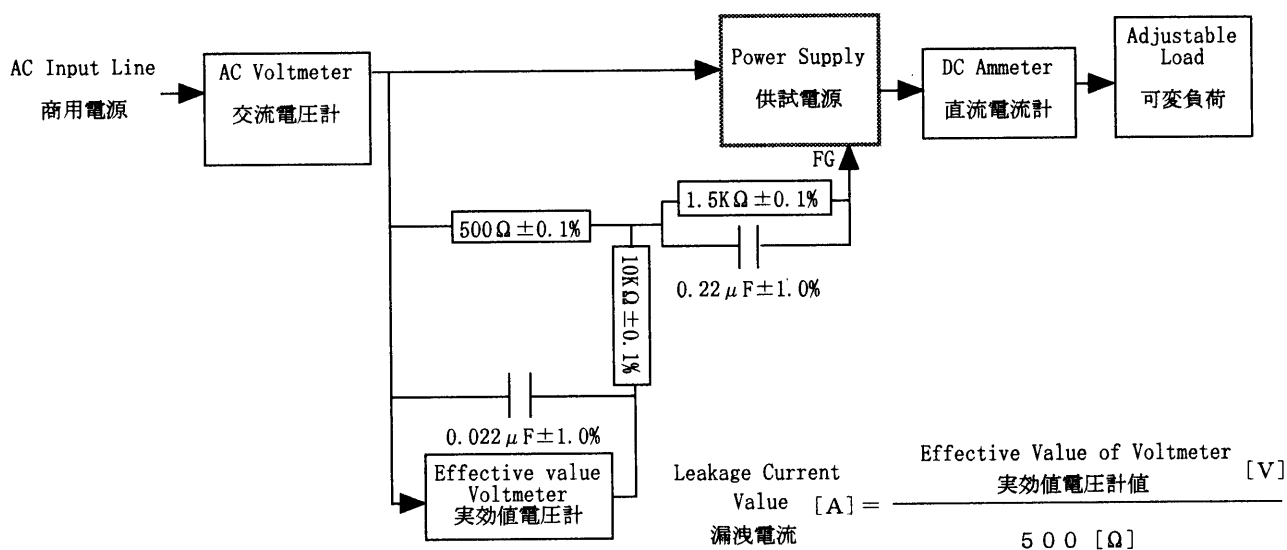 AC Input Line
商用電源
AC Voltmeter
交流電圧計
Power Supply
供試電源
DC Ammeter
直流電流計
Adjustable
Load
可変負荷
FG
1.5KΩ±0.1%
500Ω±0.1%
10KΩ±0.1%
0.22μF±1.0%
0.022μF±1.0%
Effective value
Voltmeter
実効値電圧計
Leakage Current
Value [A]=
漏洩電流
Effective Value of Voltmeter
実効値電圧計値 [V]
500 [Ω]